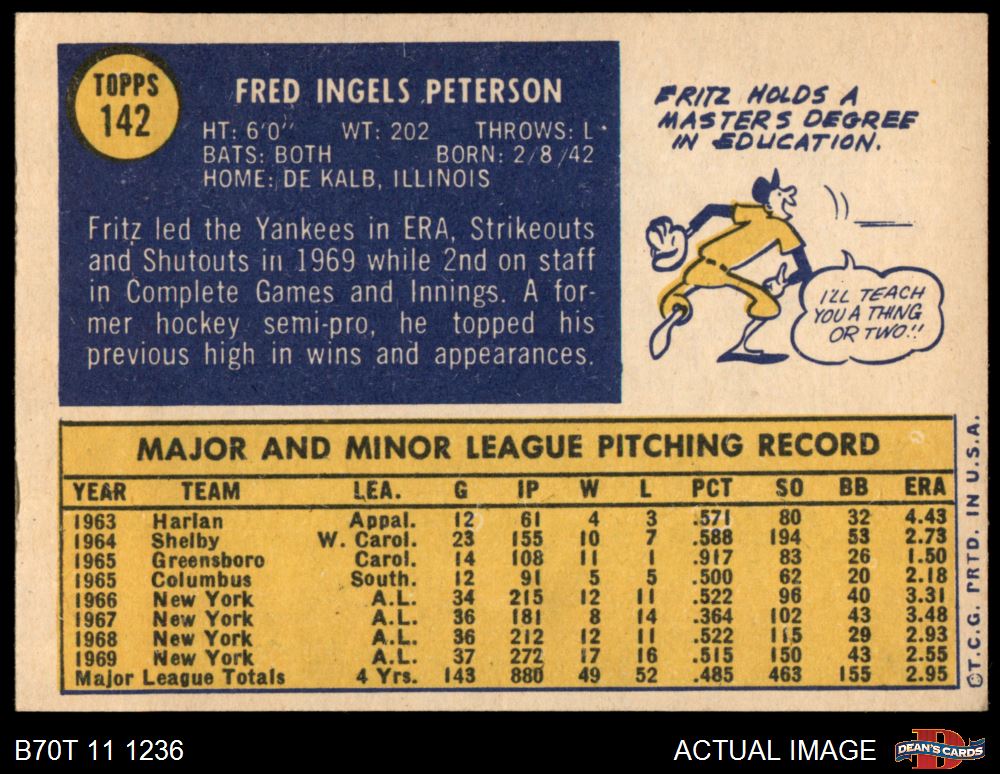 TOPPS
142
FRED INGELS PETERSON
HT: 6'0" WT: 202 THROWS: L
BATS: BOTH BORN: 2/8/42
HOME: DE KALB, ILLINOIS
Fritz led the Yankees in ERA, Strikeouts
and Shutouts in 1969 while 2nd on staff
in Complete Games and Innings. A for-
mer hockey semi-pro, he topped his
previous high in wins and appearances.
FRITZ HOLDS A
MASTERS DEGREE
IN EDUCATION.
I'LL TEACH
YOU A THING
OR TWO!!
MAJOR AND MINOR LEAGUE PITCHING RECORD
YEAR TEAM LEA. G IP W L PCT SO BB ERA
1963 Harlan Appal. 12 61 4 3 .571 80 32 4.43
1964 Shelby W. Carol. 23 155 10 7 .588 194 53 2.73
1965 Greensboro Carol. 14 108 11 1 .917 83 26 1.50
1965 Columbus South. 12 91 5 5 .500 62 20 2.18
1966 New York A.L. 34 215 12 11 .522 96 40 3.31
1967 New York A.L. 36 181 8 14 .364 102 43 3.48
1968 New York A.L. 36 212 12 11 .522 115 29 2.93
1969 New York A.L. 37 272 17 16 .515 150 43 2.55
Major League Totals 4 Yrs. 143 880 49 52 .485 463 155 2.95
©T.C.G. PRTD. IN U.S.A.
B70T 11 1236
ACTUAL IMAGE
D
DEAN'S CARDS